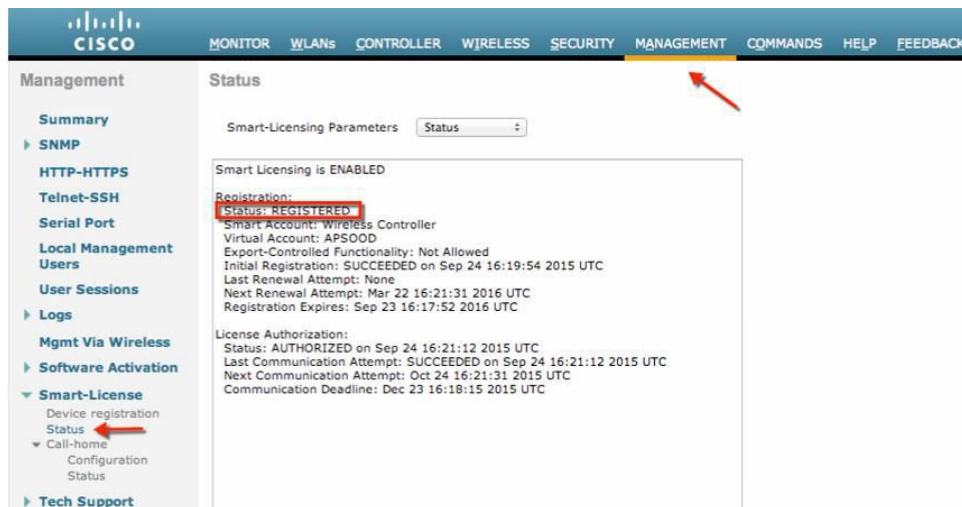 CISCO
MONITOR WLANs CONTROLLER WIRELESS SECURITY MANAGEMENT COMMANDS HELP FEEDBACK
Management
Summary
SNMP
HTTP-HTTPS
Telnet-SSH
Serial Port
Local Management
Users
User Sessions
Logs
Mgmt Via Wireless
Software Activation
Smart-License
Device registration
Status
Call-home
Configuration
Status
Tech Support
Status
Smart-Licensing Parameters Status
Smart Licensing is ENABLED
Registration:
Status: REGISTERED
Smart Account: Wireless Controller
Virtual Account: APSOOD
Export-Controlled Functionality: Not Allowed
Initial Registration: SUCCEEDED on Sep 24 16:19:54 2015 UTC
Last Renewal Attempt: None
Next Renewal Attempt: Mar 22 16:21:31 2016 UTC
Registration Expires: Sep 23 16:17:52 2016 UTC
License Authorization:
Status: AUTHORIZED on Sep 24 16:21:12 2015 UTC
Last Communication Attempt: SUCCEEDED on Sep 24 16:21:12 2015 UTC
Next Communication Attempt: Oct 24 16:21:31 2015 UTC
Communication Deadline: Dec 23 16:18:15 2015 UTC